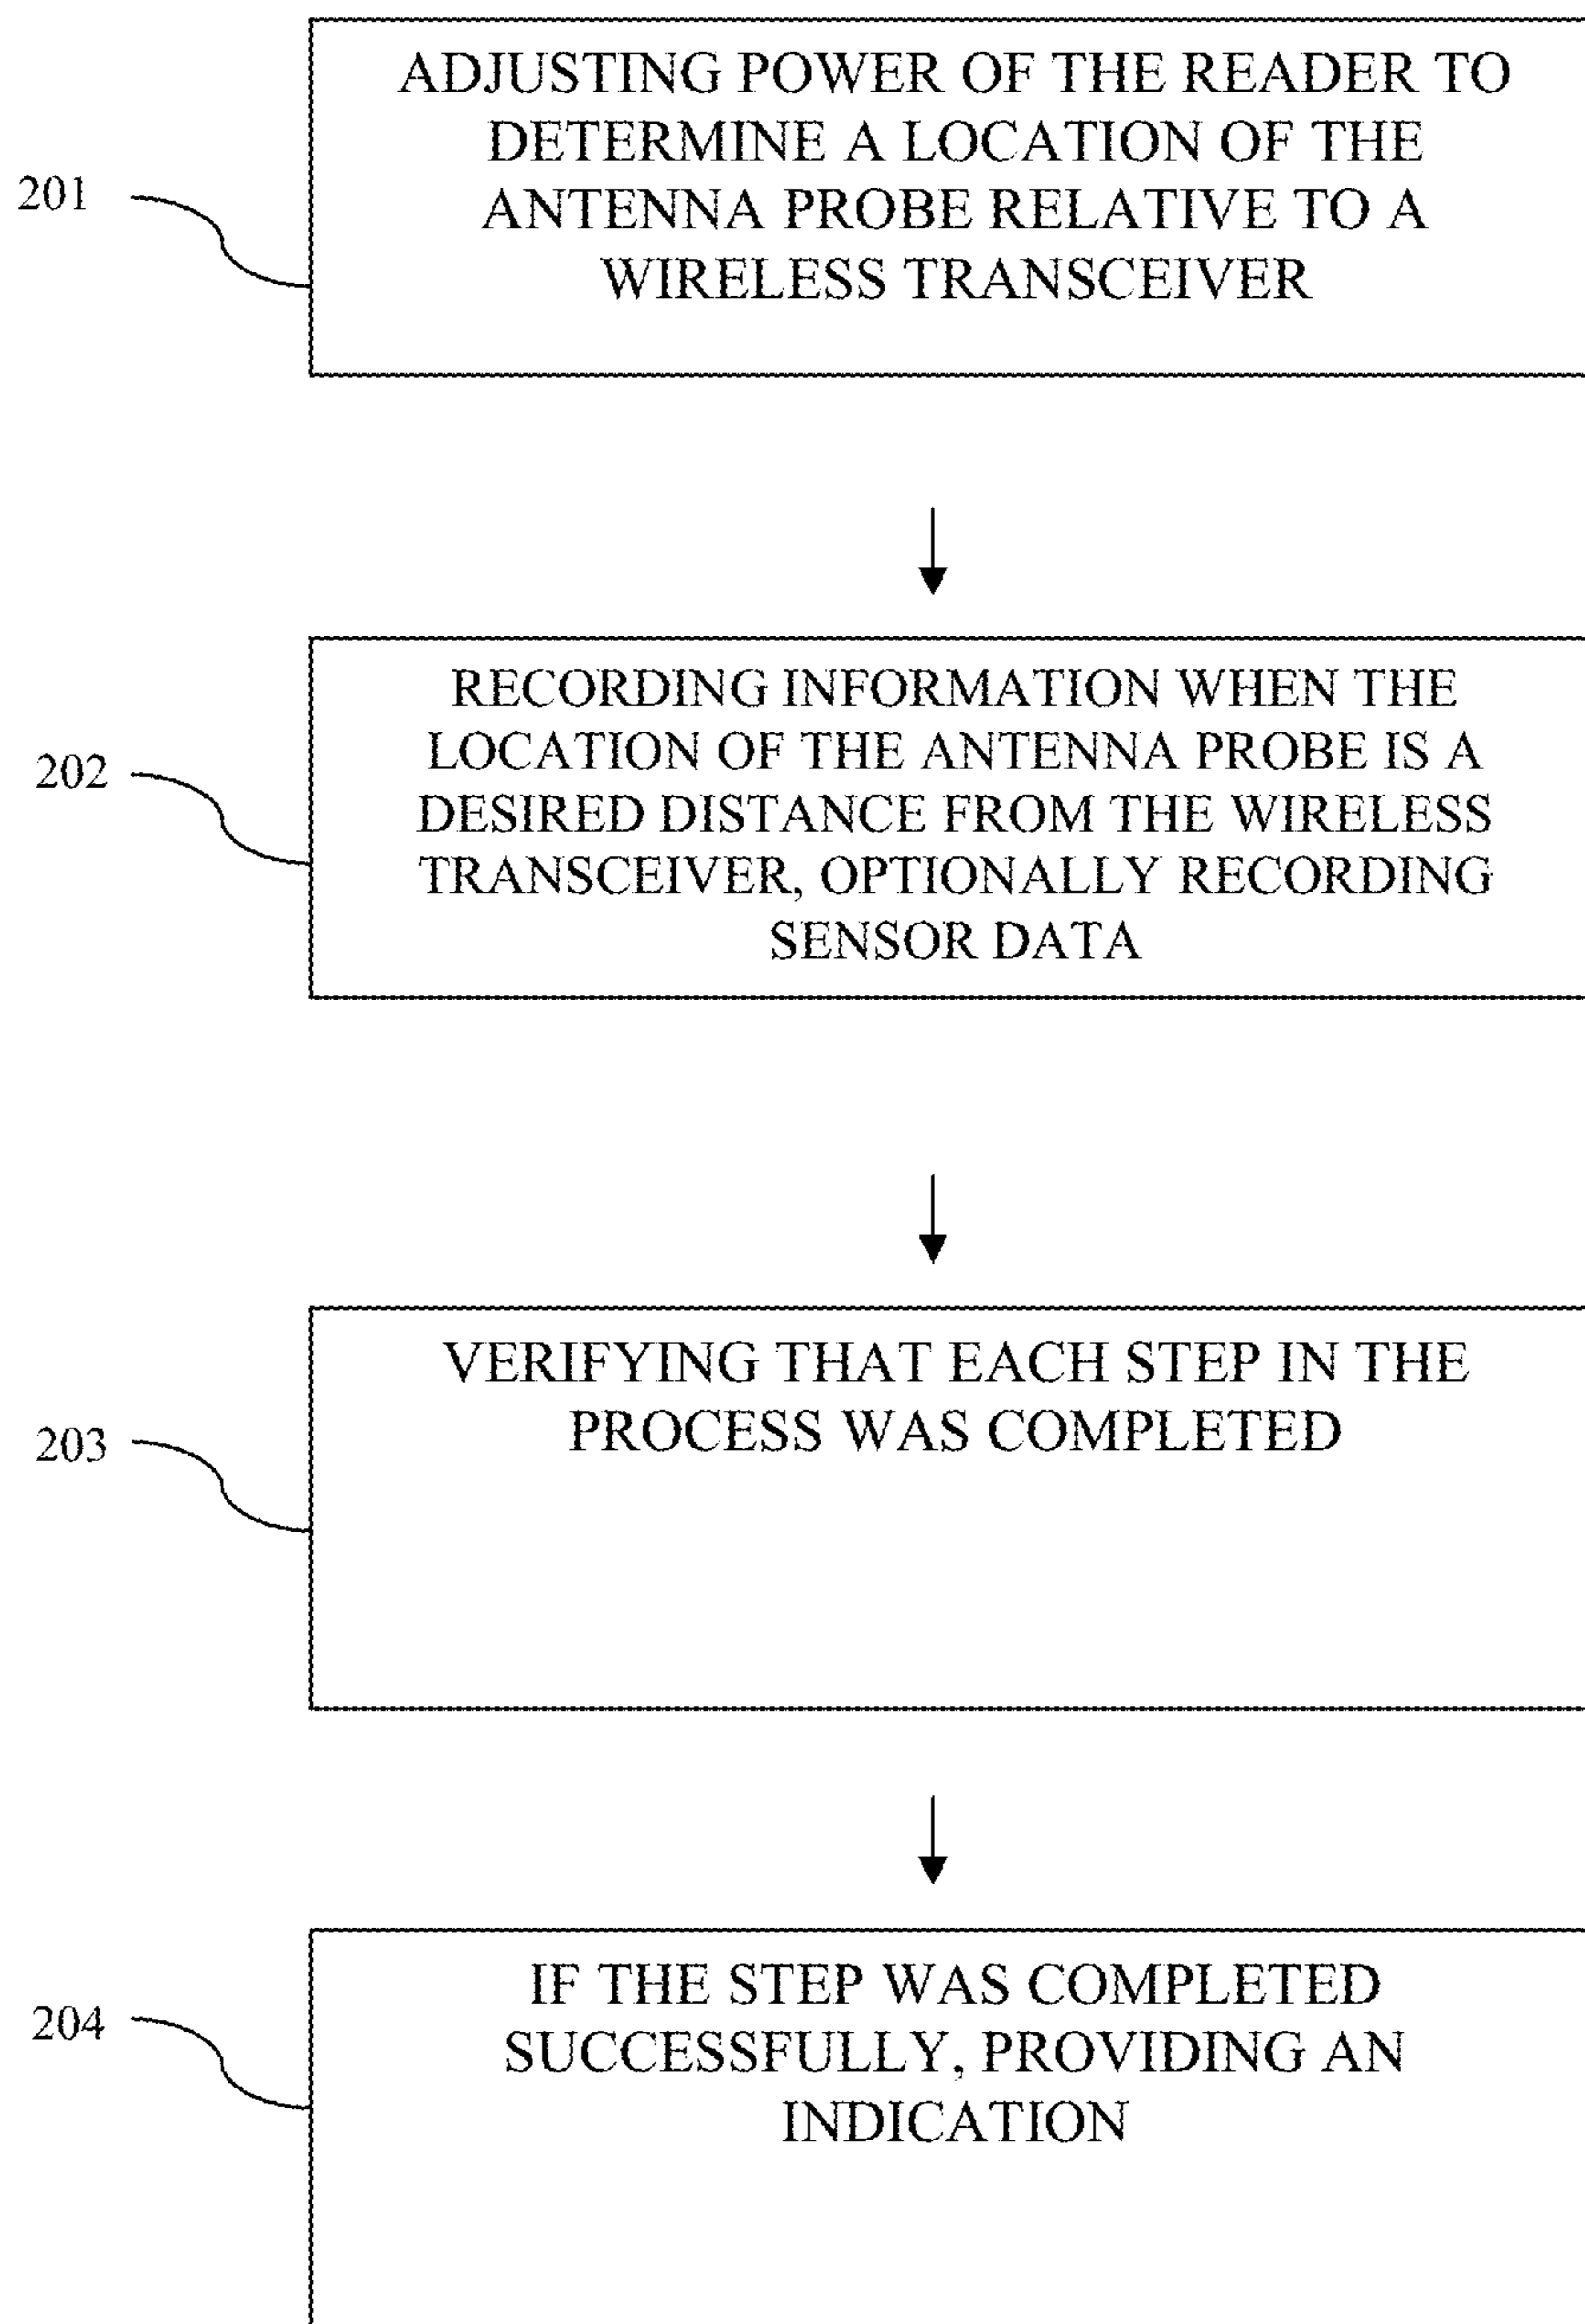 ADJUSTING POWER OF THE READER TO
DETERMINE A LOCATION OF THE
ANTENNA PROBE RELATIVE TO A
WIRELESS TRANSCEIVER
201
RECORDING INFORMATION WHEN THE
LOCATION OF THE ANTENNA PROBE IS A
DESIRED DISTANCE FROM THE WIRELESS
TRANSCEIVER, OPTIONALLY RECORDING
SENSOR DATA
202
VERIFYING THAT EACH STEP IN THE
PROCESS WAS COMPLETED
203
IF THE STEP WAS COMPLETED
SUCCESSFULLY, PROVIDING AN
INDICATION
204